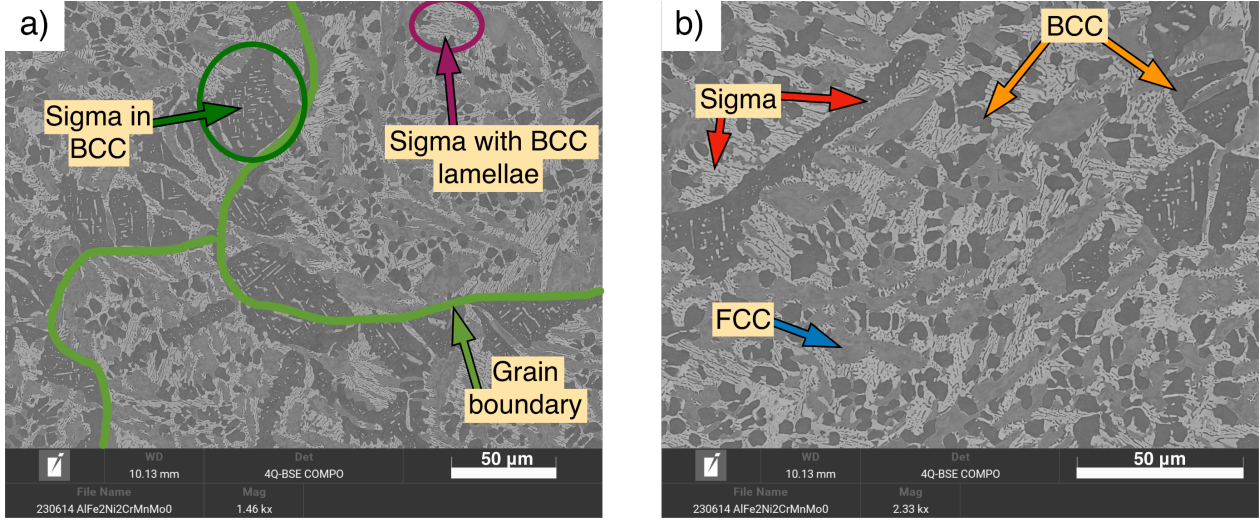 a)
Sigma in
BCC
Sigma with BCC
lamellae
Grain
boundary
WD
Det
10.13 mm
4Q-BSE COMPO
50 µm
File Name
Mag
230614 AlFe2Ni2CrMnMo0
1.46 kx
b)
BCC
Sigma
FCC
WD
Det
10.13 mm
4Q-BSE COMPO
50 µm
File Name
Mag
230614 AlFe2Ni2CrMnMo0
2.33 kx